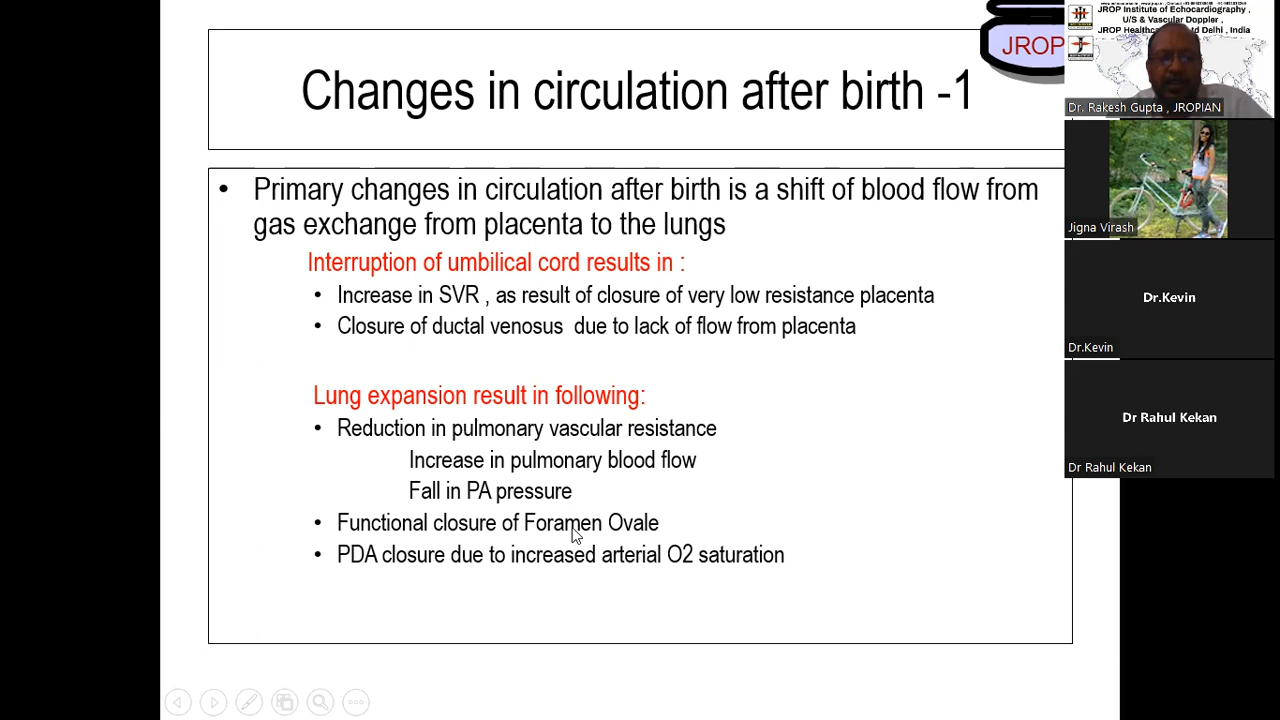 Changes in circulation after birth -1
• Primary changes in circulation after birth is a shift of blood flow from
gas exchange from placenta to the lungs
Interruption of umbilical cord results in :
• Increase in SVR , as result of closure of very low resistance placenta
• Closure of ductal venosus due to lack of flow from placenta
Lung expansion result in following:
• Reduction in pulmonary vascular resistance
Increase in pulmonary blood flow
Fall in PA pressure
• Functional closure of Foramen Ovale
• PDA closure due to increased arterial O2 saturation
JROP
JROP Institute of Echocardiography ,
U/S & Vascular Doppler ,
JROP Healthcare
td Delhi , India
Dr. Rakesh Gupta , JROPIAN
Jigna Virash
Dr.Kevin
Dr.Kevin
Dr Rahul Kekan
Dr Rahul Kekan